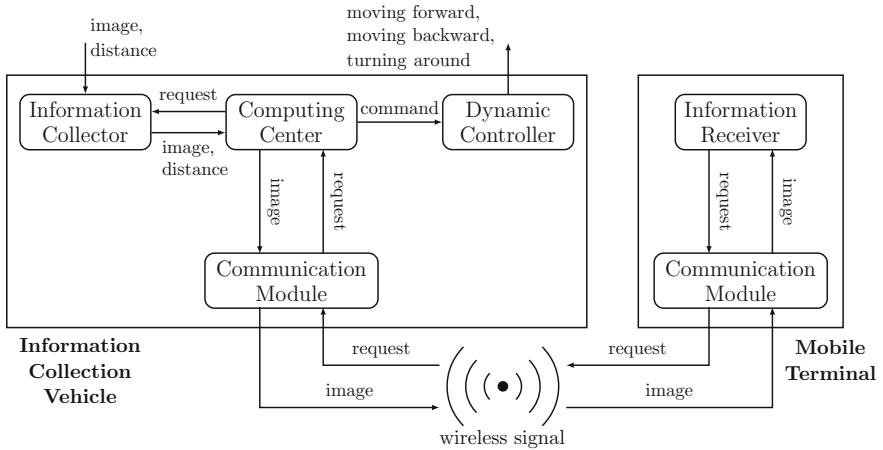 image,
distance
moving forward,
moving backward,
turning around
Information
Collector
request
image,
distance
Computing
Center
command
Dynamic
Controller
Information
Receiver
image
request
request
image
Communication
Module
Communication
Module
Information
Collection
Vehicle
request
image
wireless signal
request
image
Mobile
Terminal